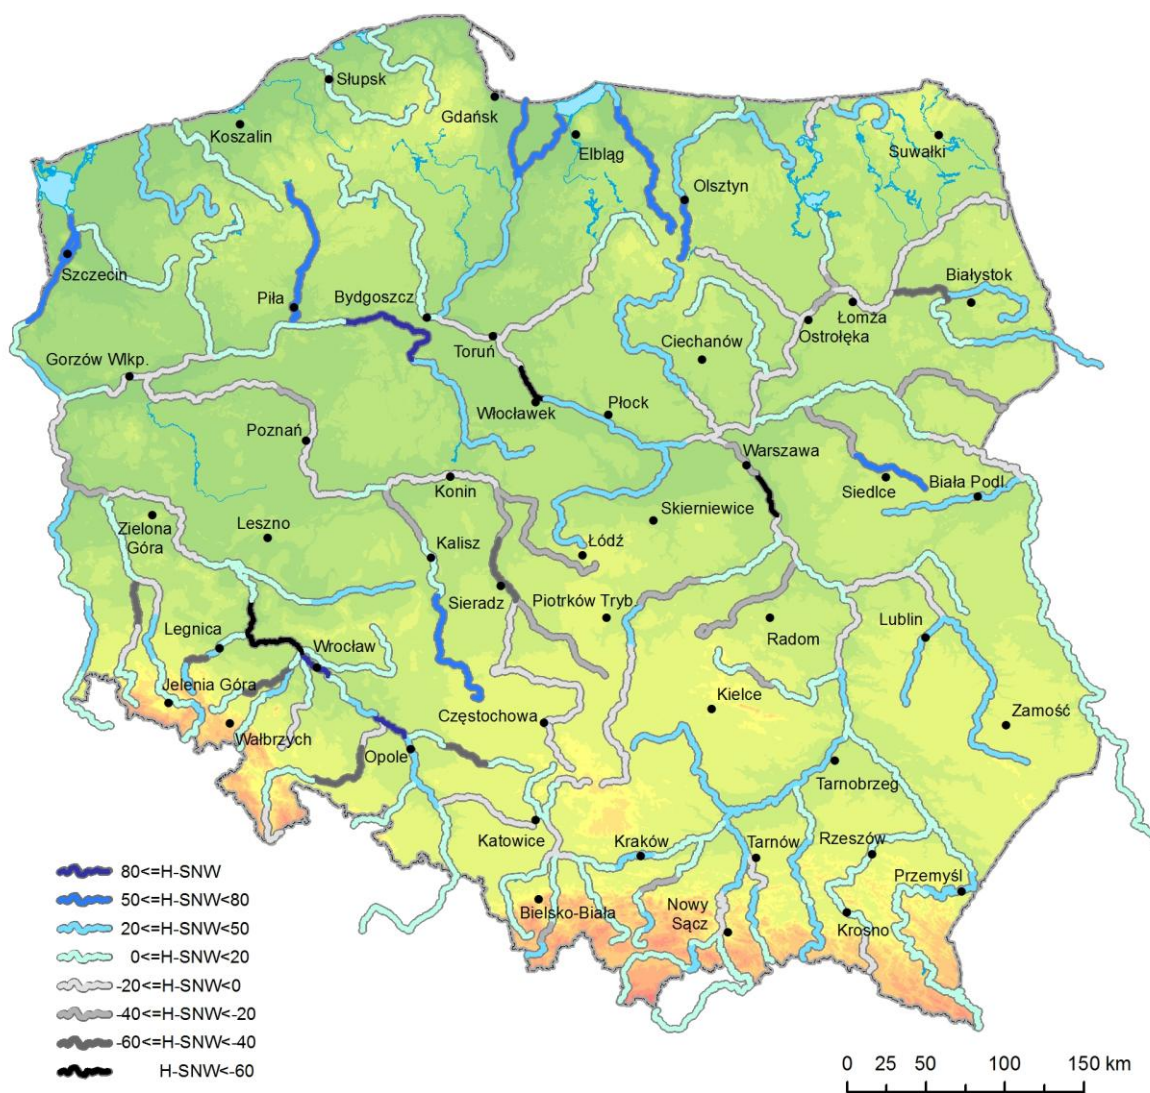 Słupsk
Gdańsk
Koszalin
Elbląg
Suwałki
Olsztyn
Szczecin
Piła
Bydgoszcz
Białystok
Łomża
Ostrołęka
Toruń
Ciechanów
Gorzów Wlkp.
Włocławek
Płock
Poznań
Warszawa
Konin
Siedlce
Biała Podl.
Skierniewice
Zielona
Góra
Leszno
Kalisz
Łódź
Sieradz
Piotrków Tryb.
Radom
Lublin
Legnica
Wrocław
Jelenia Góra
Kielce
Częstochowa
Zamość
Wałbrzych
Opole
Tarnobrzeg
Katowice
Kraków
Tarnów
Rzeszów
Przemyśl
Bielsko-Biała
Nowy
Sącz
Krosno
80<=H-SNW
50<=H-SNW<80
20<=H-SNW<50
0<=H-SNW<20
-20<=H-SNW<0
-40<=H-SNW<-20
-60<=H-SNW<-40
H-SNW<-60
0 25 50 100 150 km